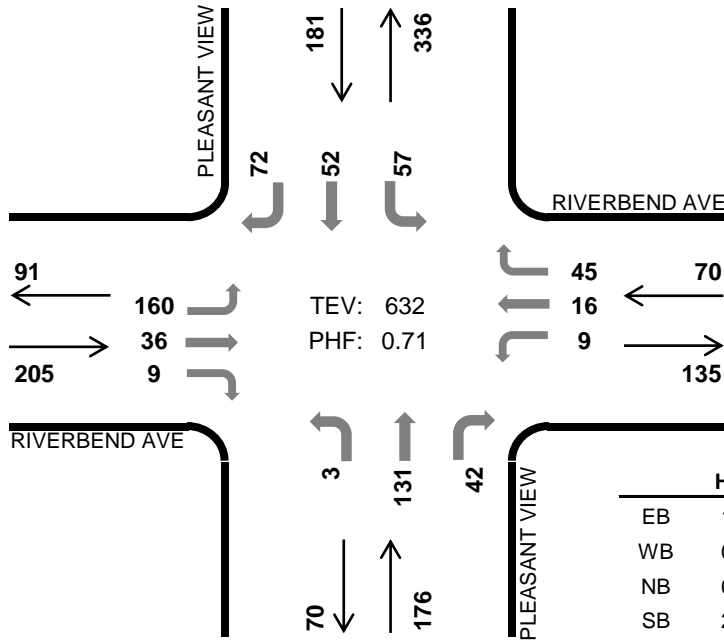 PLEASANT VIEW
181
336
72
52
57
RIVERBEND AVE
91
160
36
9
205
TEV: 632
PHF: 0.71
45
16
9
70
135
RIVERBEND AVE
3
131
42
PLEASANT VIEW
70
176
EB
WB
NB
SB